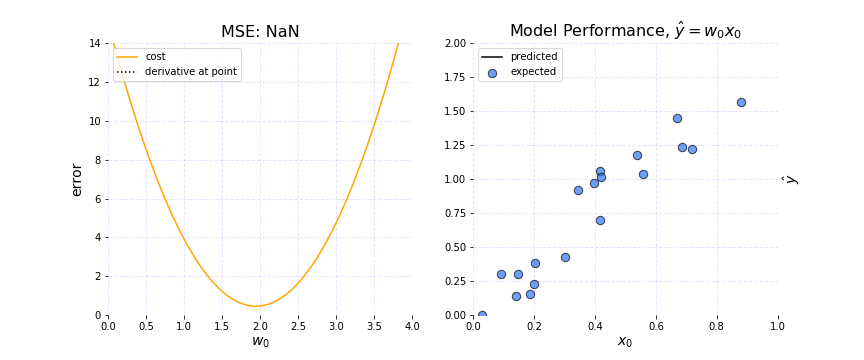 MSE: NaN
cost
derivative at point
error
14
12
10
8
6
4
2
0
0.0 0.5 1.0 1.5 2.0 2.5 3.0 3.5 4.0
w₀
Model Performance, ŷ = w₀x₀
predicted
expected
2.00
1.75
1.50
1.25
1.00
0.75
0.50
0.25
0.00
0.0 0.2 0.4 0.6 0.8 1.0
x₀
ŷ